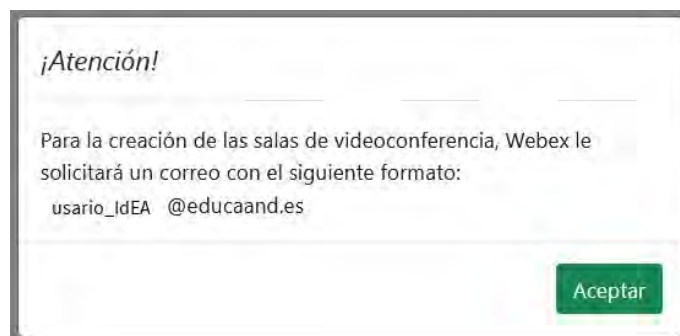 ¡Atención!
Para la creación de las salas de videoconferencia, Webex le
solicitará un correo con el siguiente formato:
usario_IdEA @educaand.es
Aceptar